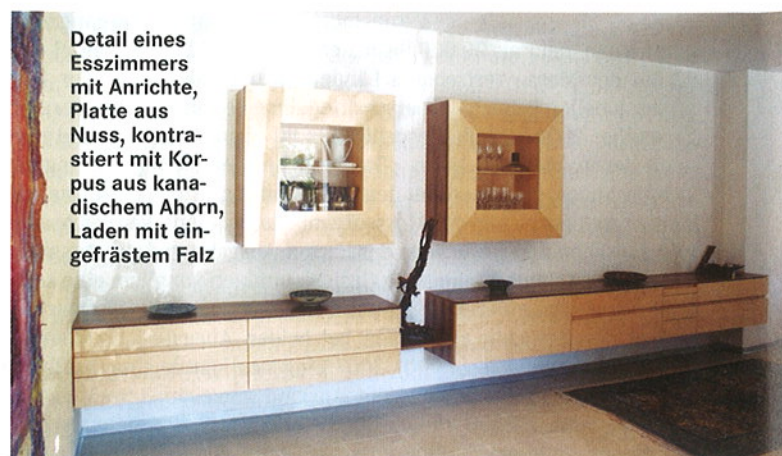 Detail eines
Esszimmers
mit Anrichte,
Platte aus
Nuss, kontra-
stiert mit Kor-
pus aus kana-
dischem Ahorn,
Laden mit ein-
gefrästem Falz